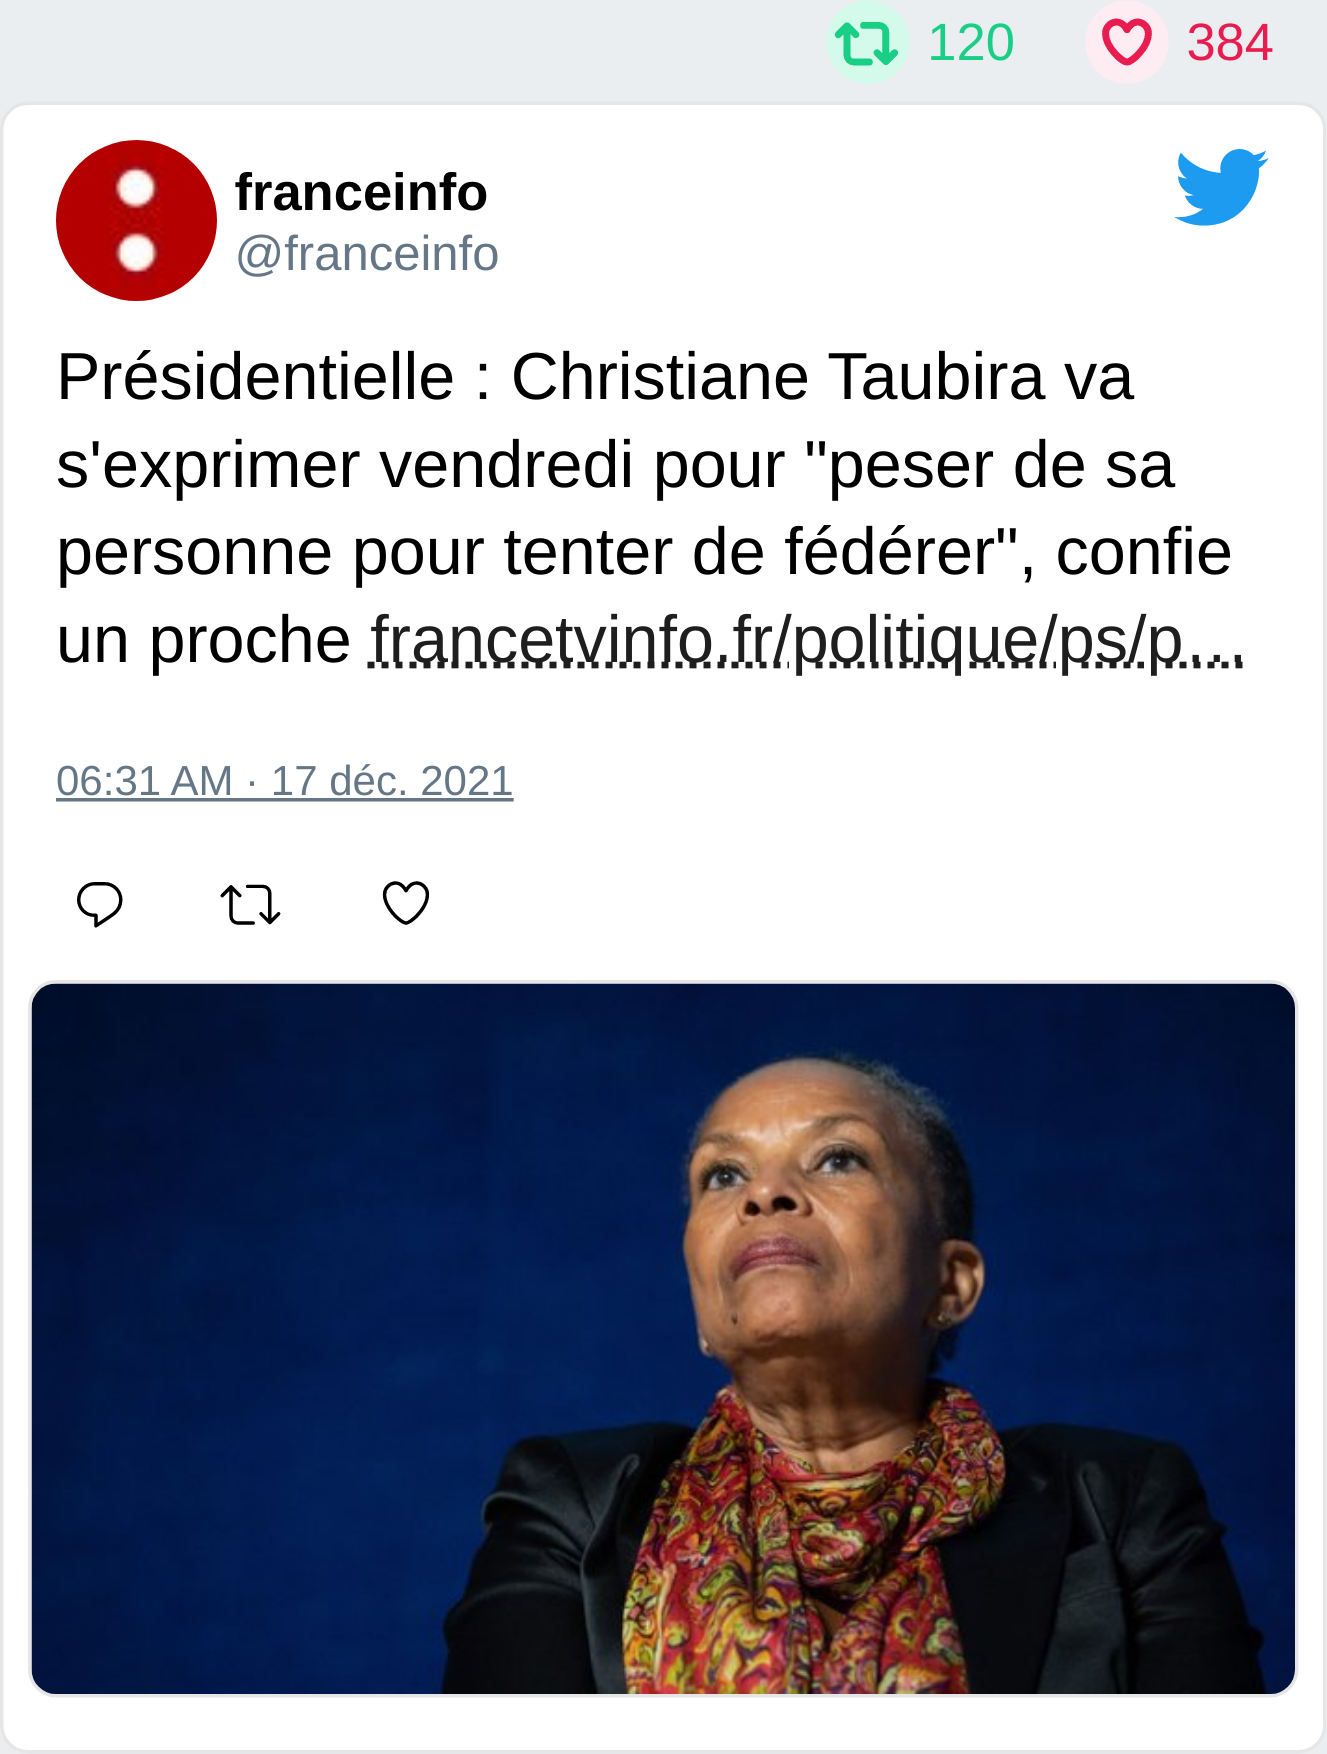 120 384
franceinfo
@franceinfo
Présidentielle : Christiane Taubira va
s'exprimer vendredi pour "peser de sa
personne pour tenter de fédérer", confie
un proche francetvinfo.fr/politique/ps/p…
06:31 AM · 17 déc. 2021